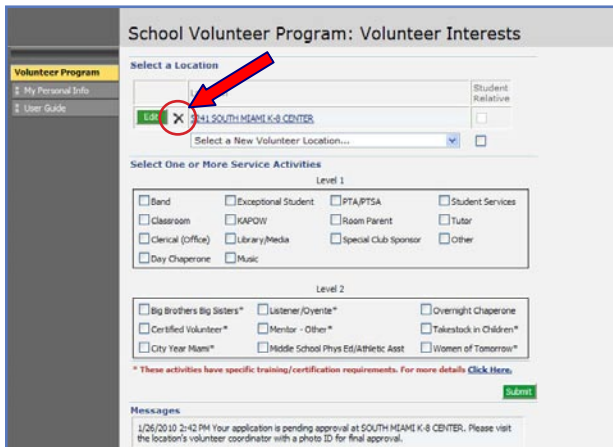 School Volunteer Program: Volunteer Interests
Volunteer Program
My Personal Info
User Guide
Select a Location
Student Relative
Edit X 5241 SOUTH MIAMI K-8 CENTER
Select a New Volunteer Location...
Select One or More Service Activities
Level 1
Band Exceptional Student PTA/PTSA Student Services
Classroom KAPOW Room Parent Tutor
Clerical (Office) Library/Media Special Club Sponsor Other
Day Chaperone Music
Level 2
Big Brothers Big Sisters* Listener/Oyente* Overnight Chaperone
Certified Volunteer* Mentor - Other* Takestock in Children*
City Year Miami* Middle School Phys Ed/Athletic Asst Women of Tomorrow*
* These activities have specific training/certification requirements. For more details Click Here.
Submit
Messages
1/26/2010 2:42 PM Your application is pending approval at SOUTH MIAMI K-8 CENTER. Please visit
the location's volunteer coordinator with a photo ID for final approval.